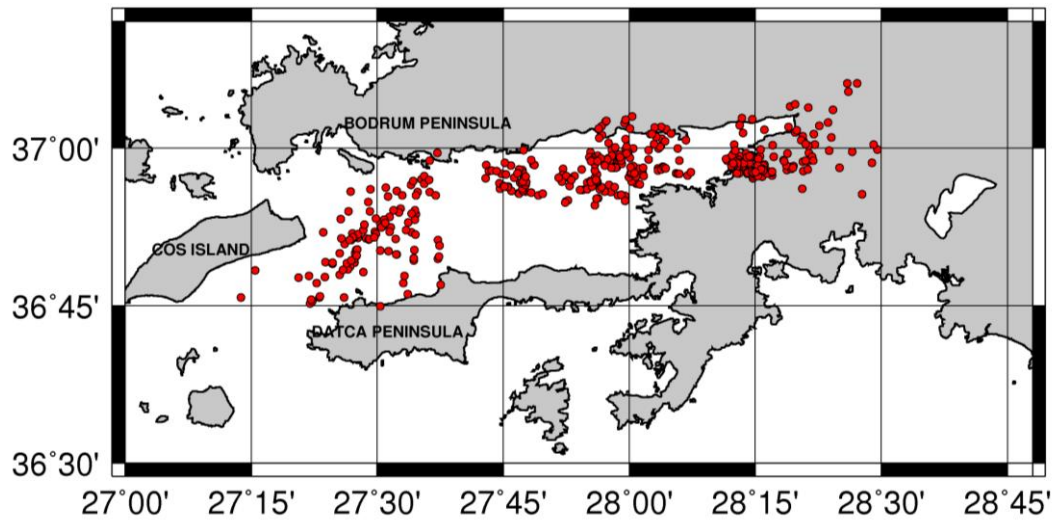 BODRUM PENINSULA
37°00'
COS ISLAND
36°45'
DATCA PENINSULA
36°30'
27°00' 27°15' 27°30' 27°45' 28°00' 28°15' 28°30' 28°45'